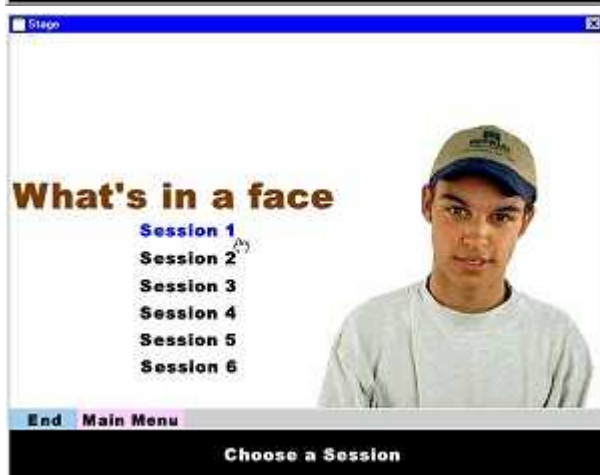 Stage
What's in a face
Session 1
Session 2
Session 3
Session 4
Session 5
Session 6
End Main Menu
Choose a Session